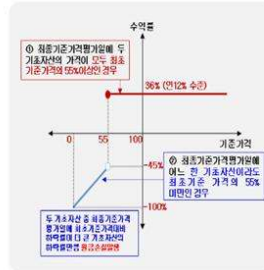 수익률
① 최종기준가격평가일에 두
기초자산의 가격이 모두 최초
기준가격의 55%이상인 경우
36% (연12% 수준)
0
55
100
기준가격
-45%
② 최종기준가격평가일에
어느 한 기초자산이라도
최초기준 가격의 55%
미만인 경우
-100%
두 기초자산 중 최종기준가격
평가일에 최초기준가격대비
하락률이 더 큰 기초자산의
하락률만큼 원금손실발생